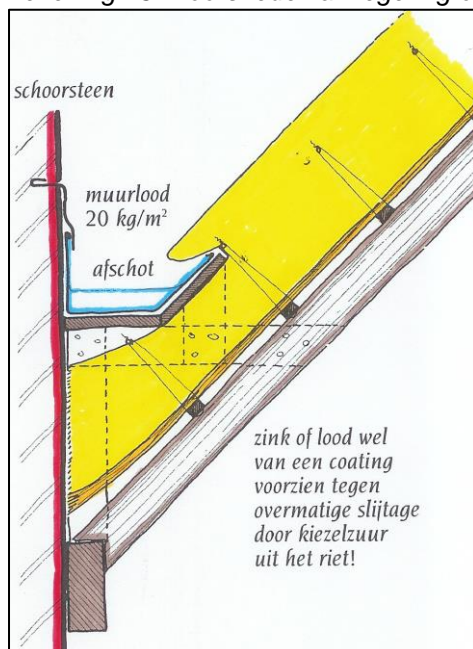 schoorsteen
muurlood
20 kg/m²
afschot
zink of lood wel
van een coating
voorzien tegen
overmatige slijtage
door kiezelzuur
uit het riet!